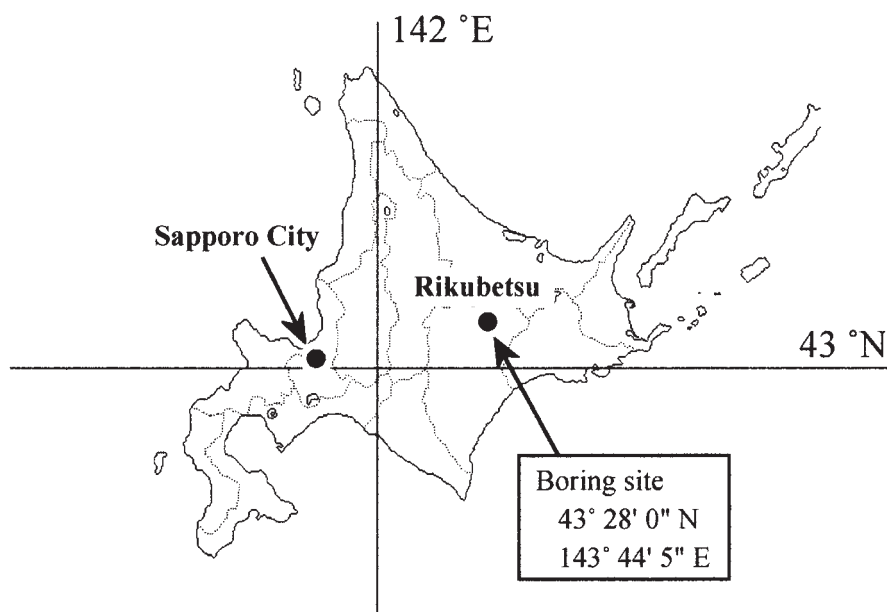 142 °E
Sapporo City
Rikubetsu
43 °N
Boring site
43° 28' 0" N
143° 44' 5" E